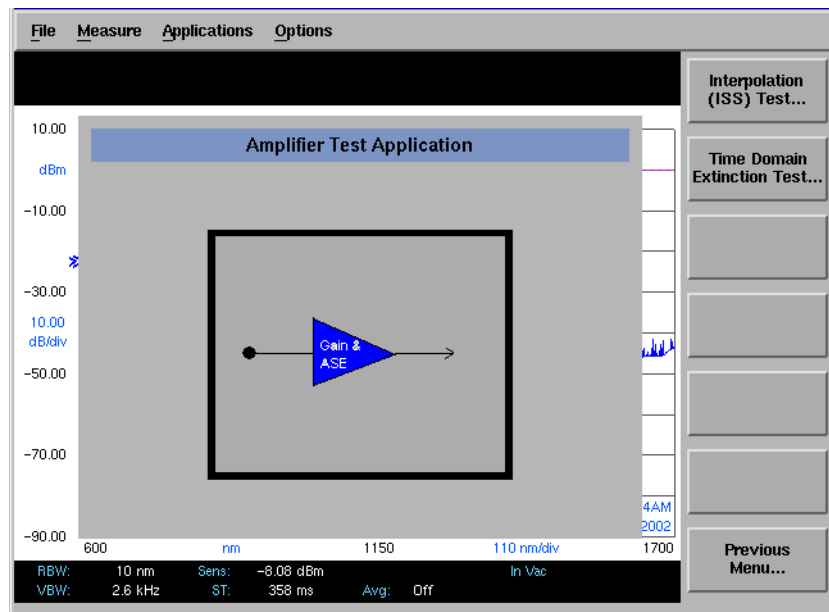 File Measure Applications Options
Interpolation
(ISS) Test...
Time Domain
Extinction Test...
Previous
Menu...
Amplifier Test Application
Gain &
ASE
10.00
dBm
-10.00
-30.00
10.00
dB/div
-50.00
-70.00
-90.00
4AM
2002
600 nm 1150 110 nm/div 1700
RBW: 10 nm Sens: -8.08 dBm In Vac
VBW: 2.6 kHz ST: 358 ms Avg: Off